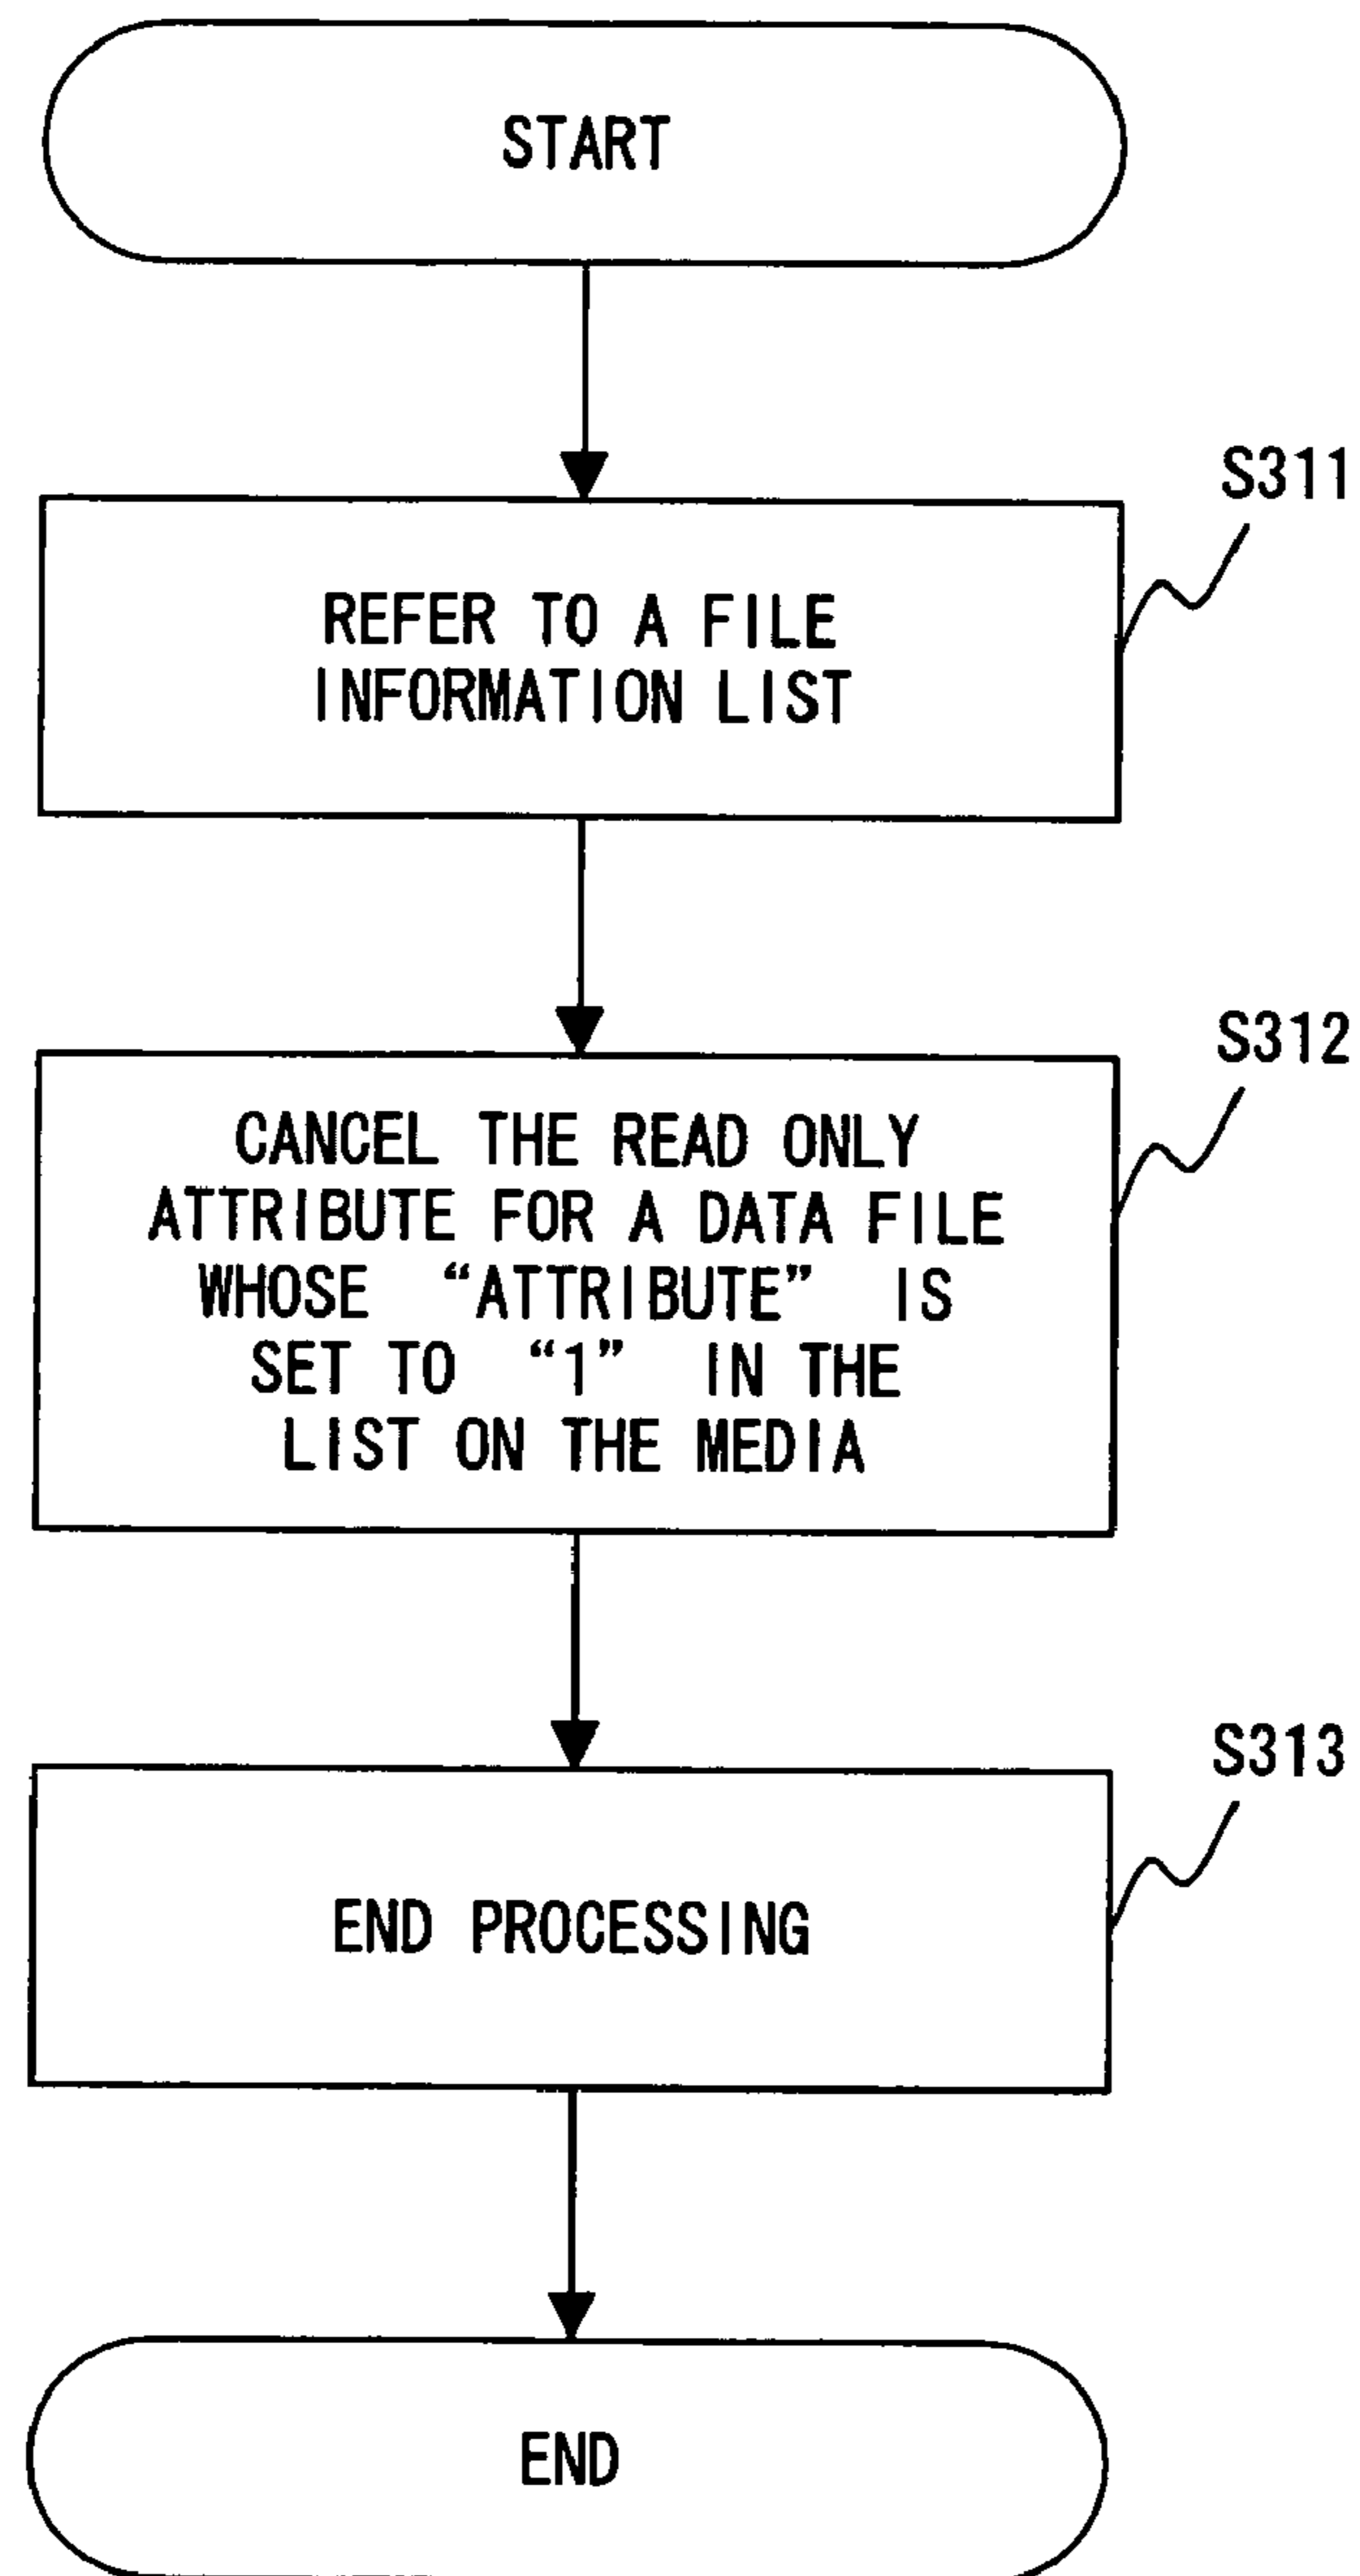 START
S311
REFER TO A FILE
INFORMATION LIST
S312
CANCEL THE READ ONLY
ATTRIBUTE FOR A DATA FILE
WHOSE “ATTRIBUTE” IS
SET TO “1” IN THE
LIST ON THE MEDIA
S313
END PROCESSING
END